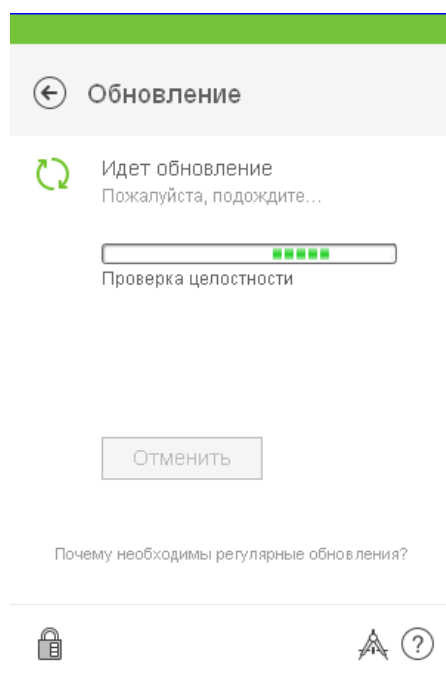 Обновление
Идет обновление
Пожалуйста, подождите...
Проверка целостности
Отменить
Почему необходимы регулярные обновления?
?